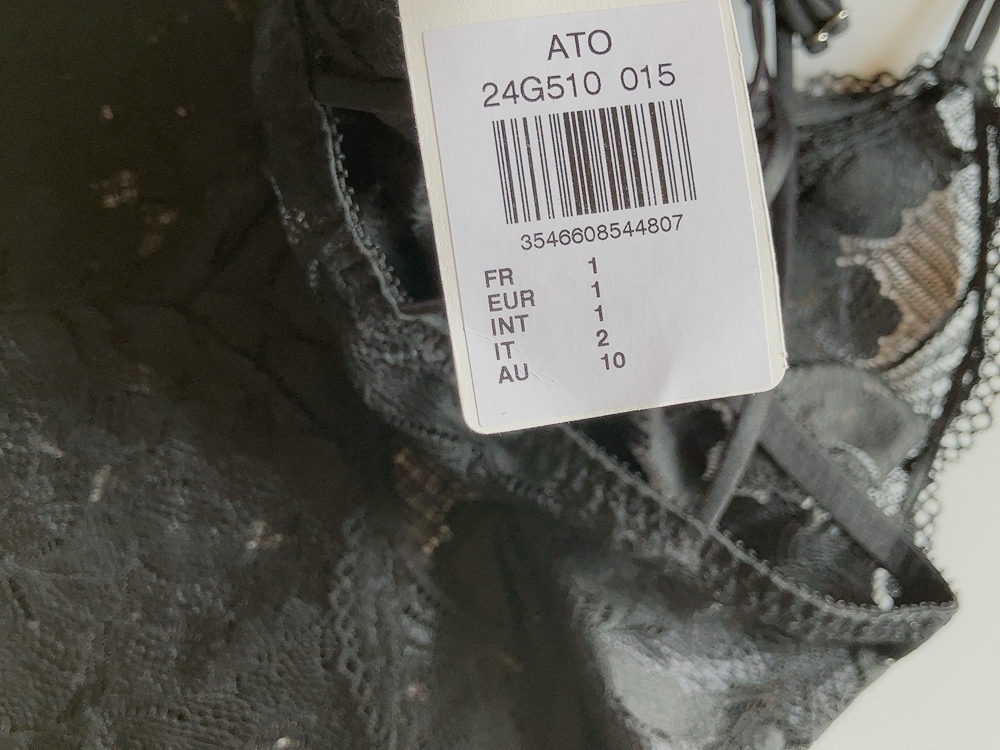 ATO
24G510 015
3546608544807
FR 1
EUR 1
INT 1
IT 2
AU 10